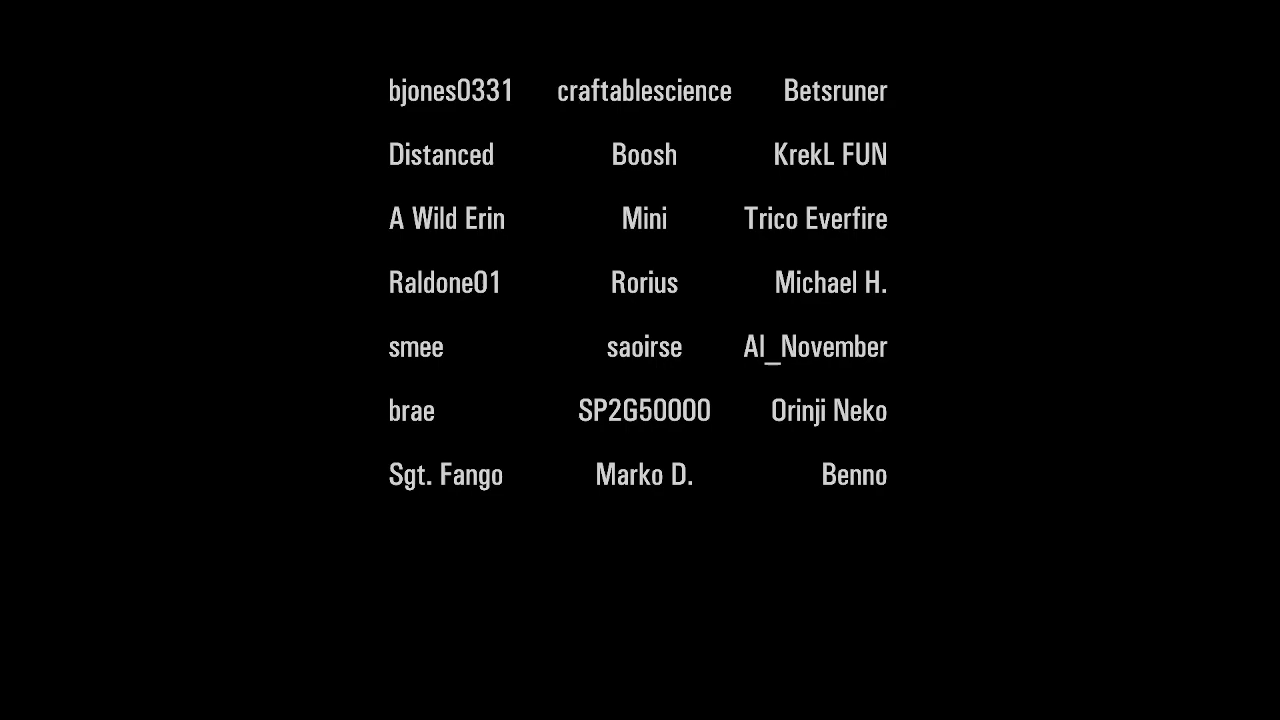 bjones0331 craftablescience Betsruner
Distanced Boosh KrekL FUN
A Wild Erin Mini Trico Everfire
Raldone01 Rorius Michael H.
smee saoirse AI_November
brae SP2G50000 Orinji Neko
Sgt. Fango Marko D. Benno